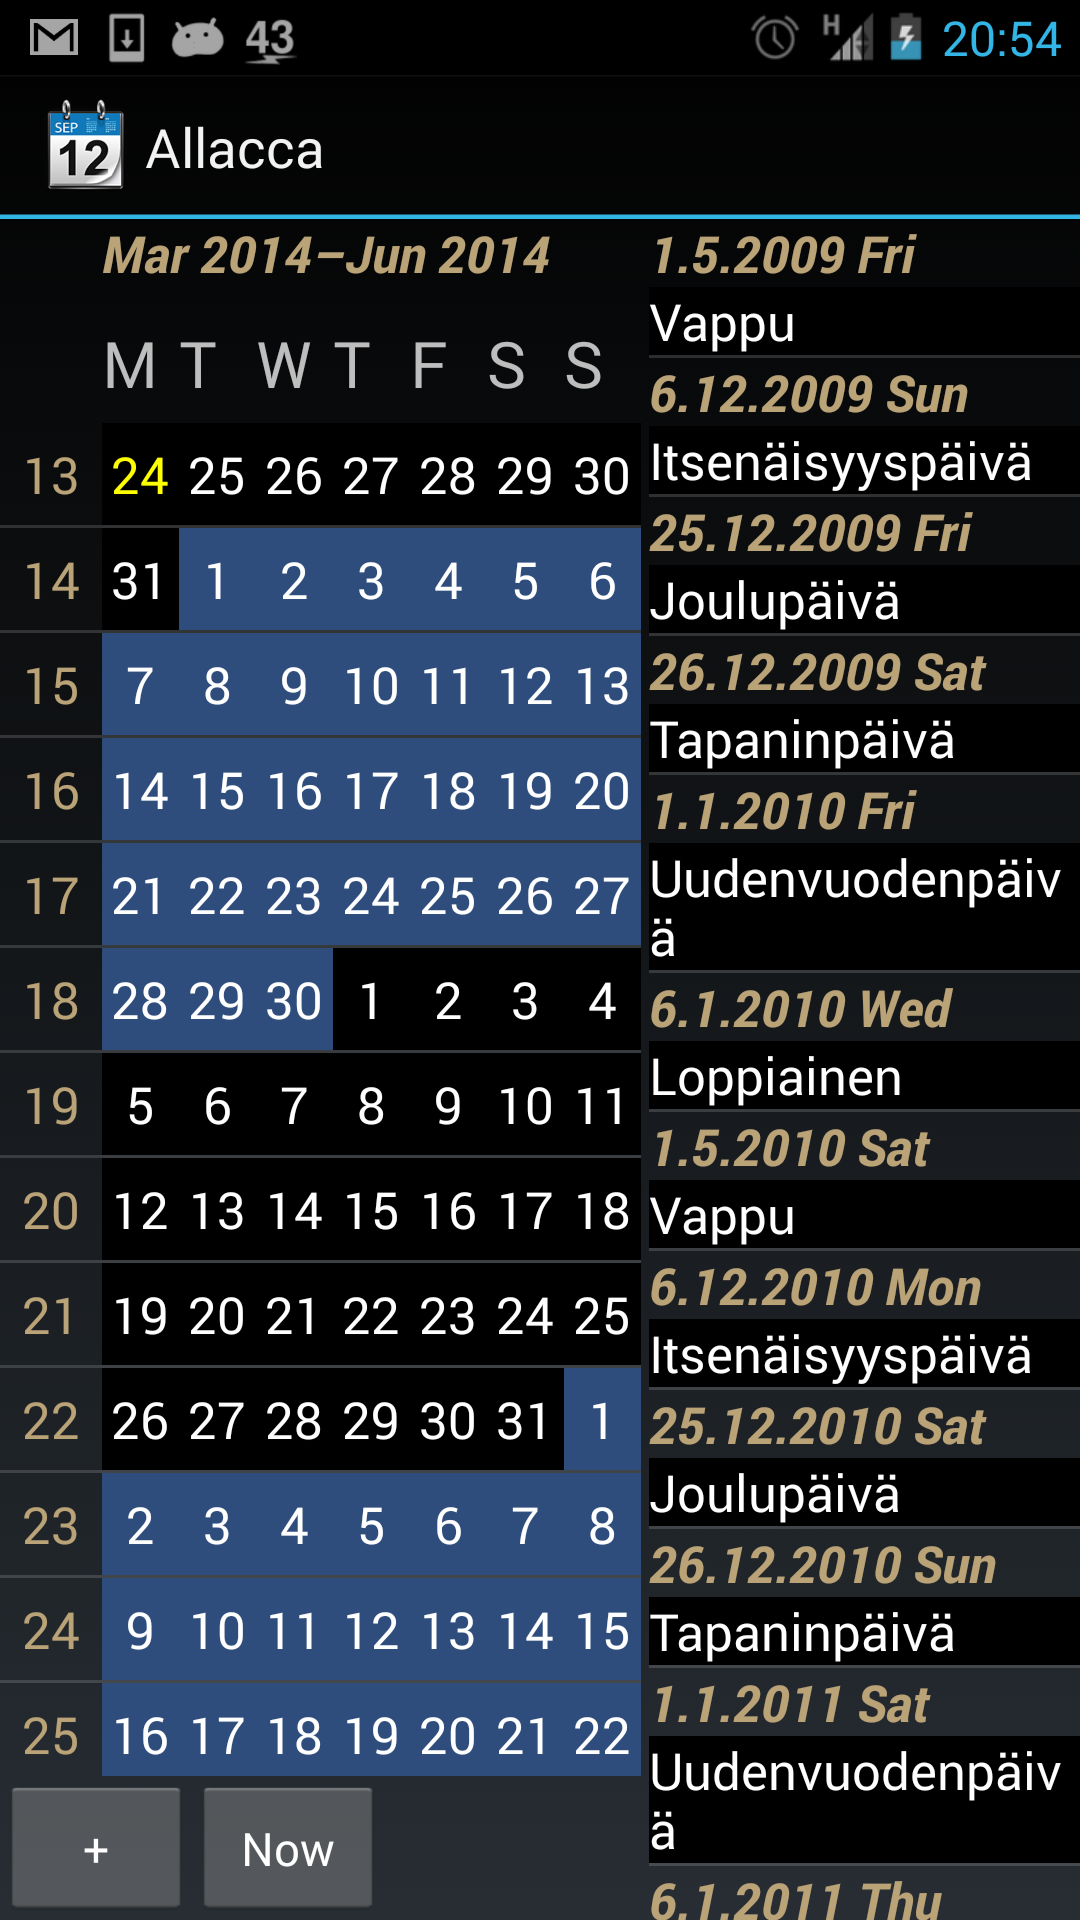 43 H 20:54
SEP 12 Allacca
Mar 2014–Jun 2014
M T W T F S S
13 24 25 26 27 28 29 30
14 31 1 2 3 4 5 6
15 7 8 9 10 11 12 13
16 14 15 16 17 18 19 20
17 21 22 23 24 25 26 27
18 28 29 30 1 2 3 4
19 5 6 7 8 9 10 11
20 12 13 14 15 16 17 18
21 19 20 21 22 23 24 25
22 26 27 28 29 30 31 1
23 2 3 4 5 6 7 8
24 9 10 11 12 13 14 15
25 16 17 18 19 20 21 22
+ Now
1.5.2009 Fri
Vappu
6.12.2009 Sun
Itsenäisyyspäivä
25.12.2009 Fri
Joulupäivä
26.12.2009 Sat
Tapaninpäivä
1.1.2010 Fri
Uudenvuodenpäiv
ä
6.1.2010 Wed
Loppiainen
1.5.2010 Sat
Vappu
6.12.2010 Mon
Itsenäisyyspäivä
25.12.2010 Sat
Joulupäivä
26.12.2010 Sun
Tapaninpäivä
1.1.2011 Sat
Uudenvuodenpäiv
ä
6.1.2011 Thu